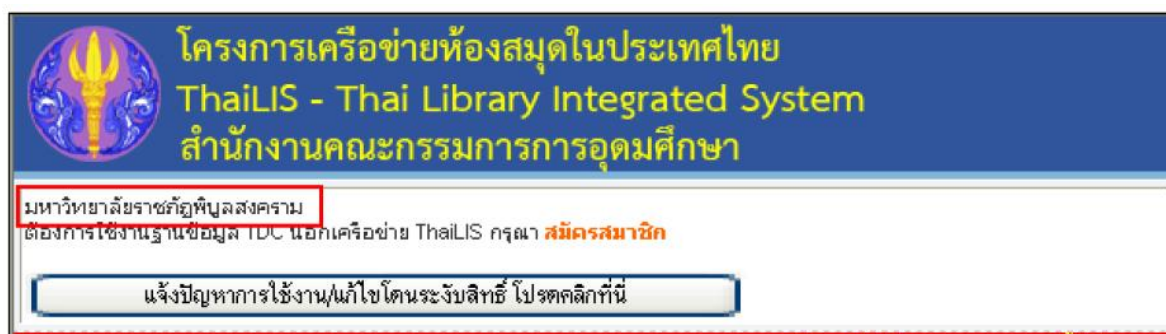 โครงการเครือข่ายห้องสมุดในประเทศไทย
ThaiLIS - Thai Library Integrated System
สำนักงานคณะกรรมการการอุดมศึกษา
มหาวิทยาลัยราชภัฏพิบูลสงคราม
ต้องการใช้งานฐานข้อมูล TDC นอกเครือข่าย ThaiLIS กรุณา สมัครสมาชิก
แจ้งปัญหาการใช้งาน/แก้ไขโดนระงับสิทธิ์ โปรดคลิกที่นี่